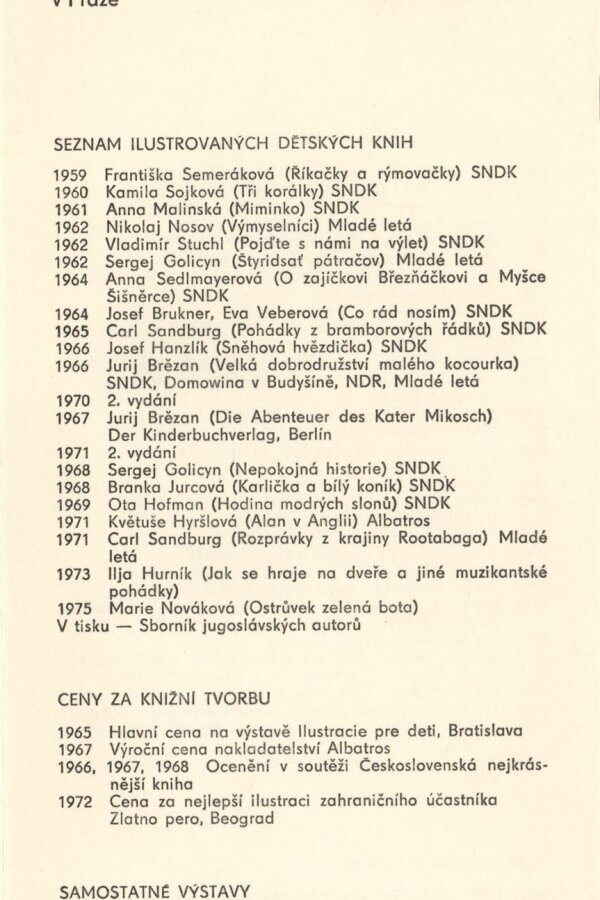 v Praze
SEZNAM ILUSTROVANÝCH DĚTSKÝCH KNIH
1959 Františka Semeráková (Říkačky a rýmovačky) SNDK
1960 Kamila Sojková (Tři korálky) SNDK
1961 Anna Malinská (Miminko) SNDK
1962 Nikolaj Nosov (Výmyselníci) Mladé letá
1962 Vladimír Stuchl (Pojďte s námi na výlet) SNDK
1962 Sergej Golicyn (Štyridsať pátračov) Mladé letá
1964 Anna Sedlmayerová (O zajíčkovi Březňáčkovi a Myšce
Šišněrce) SNDK
1964 Josef Brukner, Eva Veberová (Co rád nosím) SNDK
1965 Carl Sandburg (Pohádky z bramborových řádků) SNDK
1966 Josef Hanzlík (Sněhová hvězdička) SNDK
1966 Jurij Brězan (Velká dobrodružství malého kocourka)
SNDK, Domowina v Budyšíně, NDR, Mladé letá
1970 2. vydání
1967 Jurij Brězan (Die Abenteuer des Kater Mikosch)
Der Kinderbuchverlag, Berlín
1971 2. vydání
1968 Sergej Golicyn (Nepokojná historie) SNDK
1968 Branka Jurcová (Karlička a bílý koník) SNDK
1969 Ota Hofman (Hodina modrých slonů) SNDK
1971 Květuše Hyršlová (Alan v Anglii) Albatros
1971 Carl Sandburg (Rozprávky z krajiny Rootabaga) Mladé
letá
1973 Ilja Hurník (Jak se hraje na dveře a jiné muzikantské
pohádky)
1975 Marie Nováková (Ostrůvek zelená bota)
V tisku — Sborník jugoslávských autorů
CENY ZA KNIŽNÍ TVORBU
1965 Hlavní cena na výstavě Ilustracie pre deti, Bratislava
1967 Výroční cena nakladatelství Albatros
1966, 1967, 1968 Ocenění v soutěži Československá nejkrás-
nější kniha
1972 Cena za nejlepší ilustraci zahraničního účastníka
Zlatno pero, Beograd
SAMOSTATNÉ VÝSTAVY